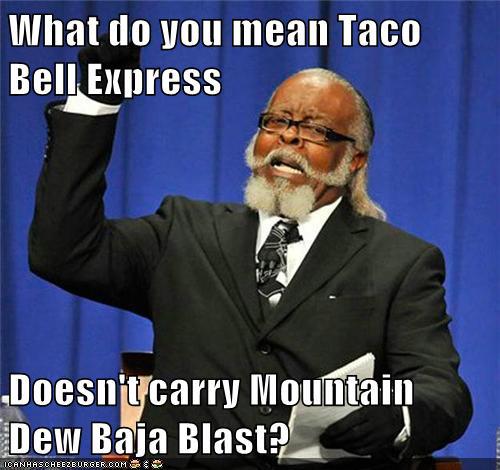 What do you mean Taco
Bell Express
Doesn't carry Mountain
Dew Baja Blast?
ICANHASCHEEZBURGER.COM